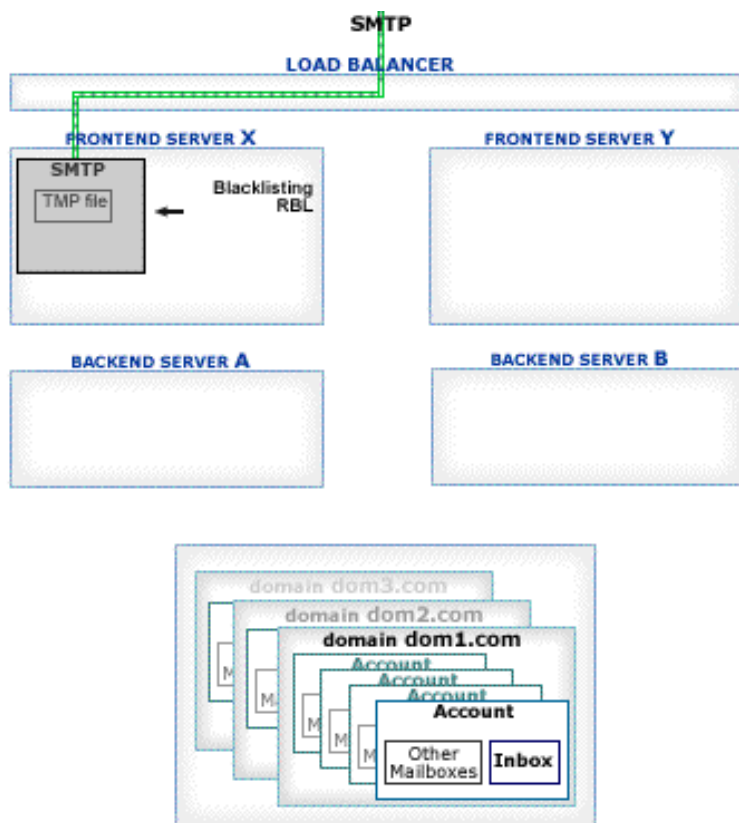 SMTP
LOAD BALANCER
FRONTEND SERVER X
FRONTEND SERVER Y
SMTP
TMP file
Blacklisting
RBL
BACKEND SERVER A
BACKEND SERVER B
domain dom3.com
domain dom2.com
domain dom1.com
Account
Account
Account
Account
Other
Mailboxes
Inbox